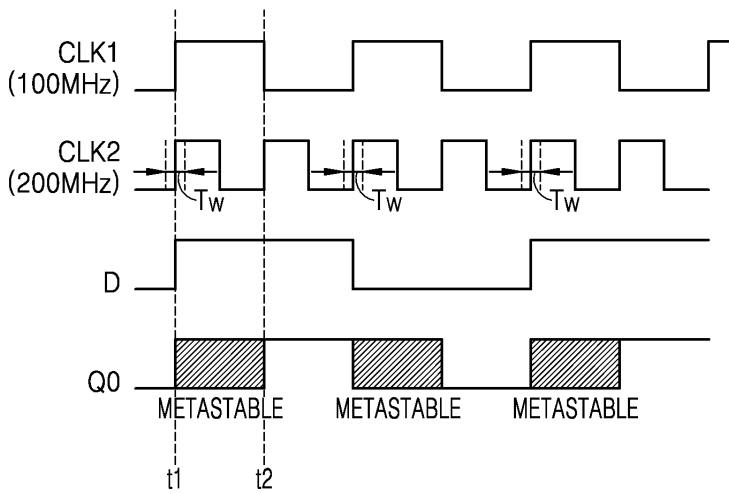 CLK1
(100MHz)
CLK2
(200MHz)
TW
TW
TW
D
Q0
METASTABLE METASTABLE METASTABLE
t1 t2